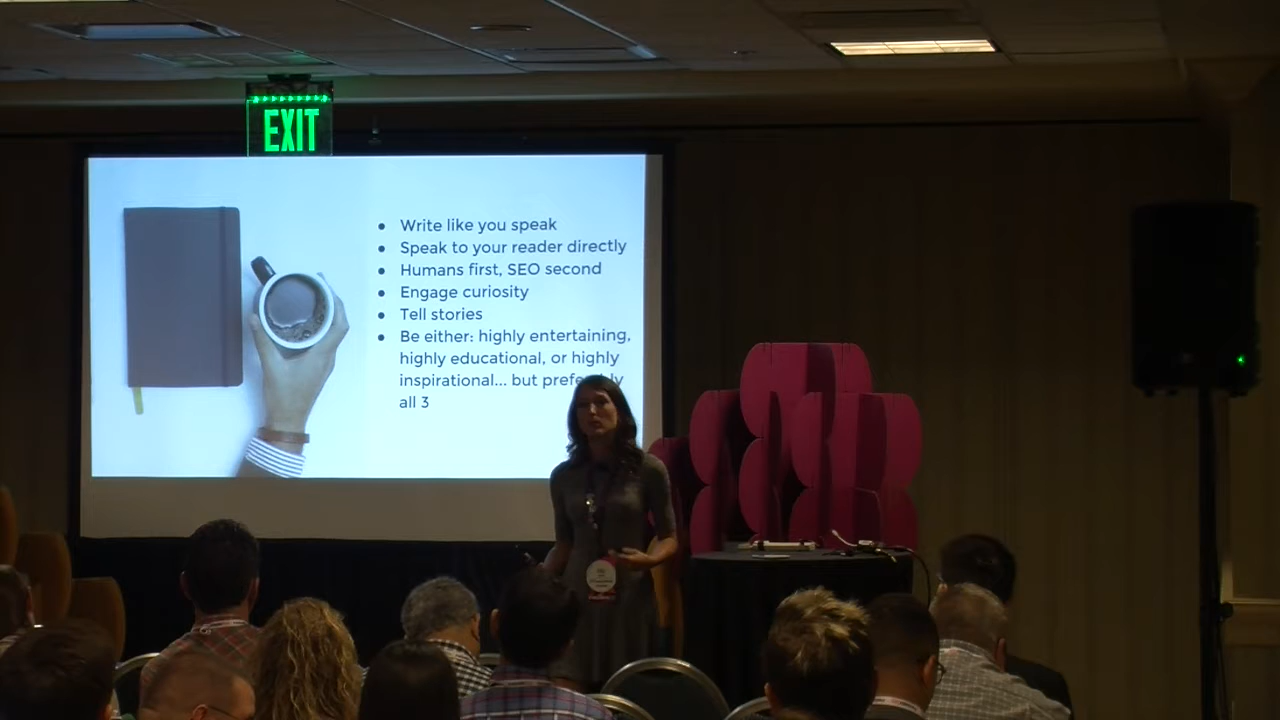 EXIT
• Write like you speak
• Speak to your reader directly
• Humans first, SEO second
• Engage curiosity
• Tell stories
• Be either: highly entertaining,
highly educational, or highly
inspirational... but
all 3